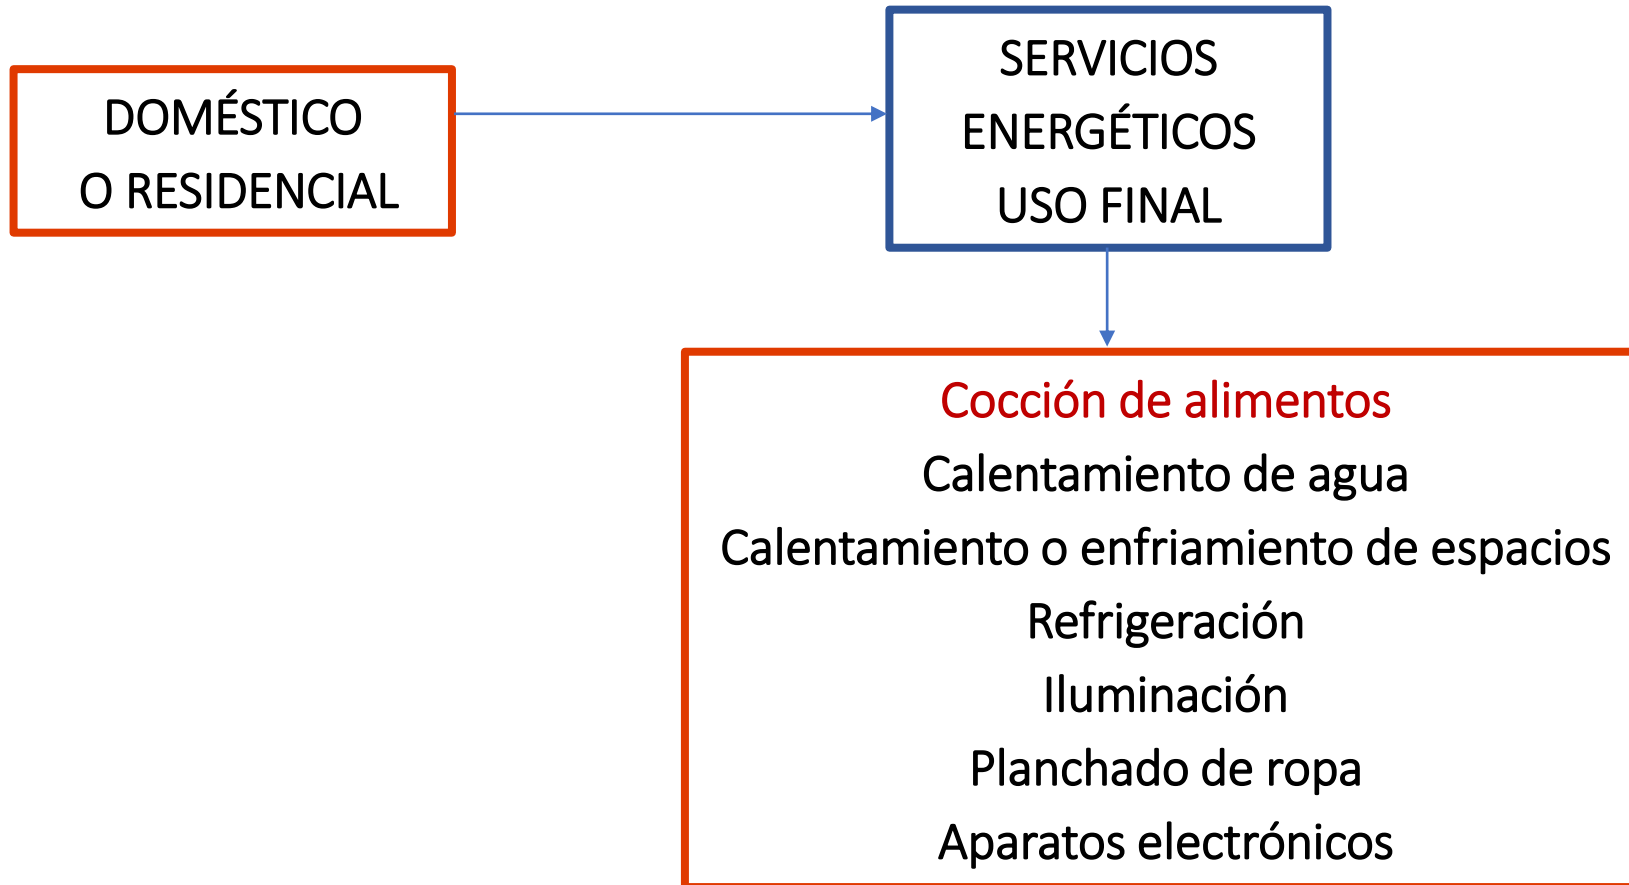 DOMÉSTICO
O RESIDENCIAL
SERVICIOS
ENERGÉTICOS
USO FINAL
Cocción de alimentos
Calentamiento de agua
Calentamiento o enfriamiento de espacios
Refrigeración
Iluminación
Planchado de ropa
Aparatos electrónicos